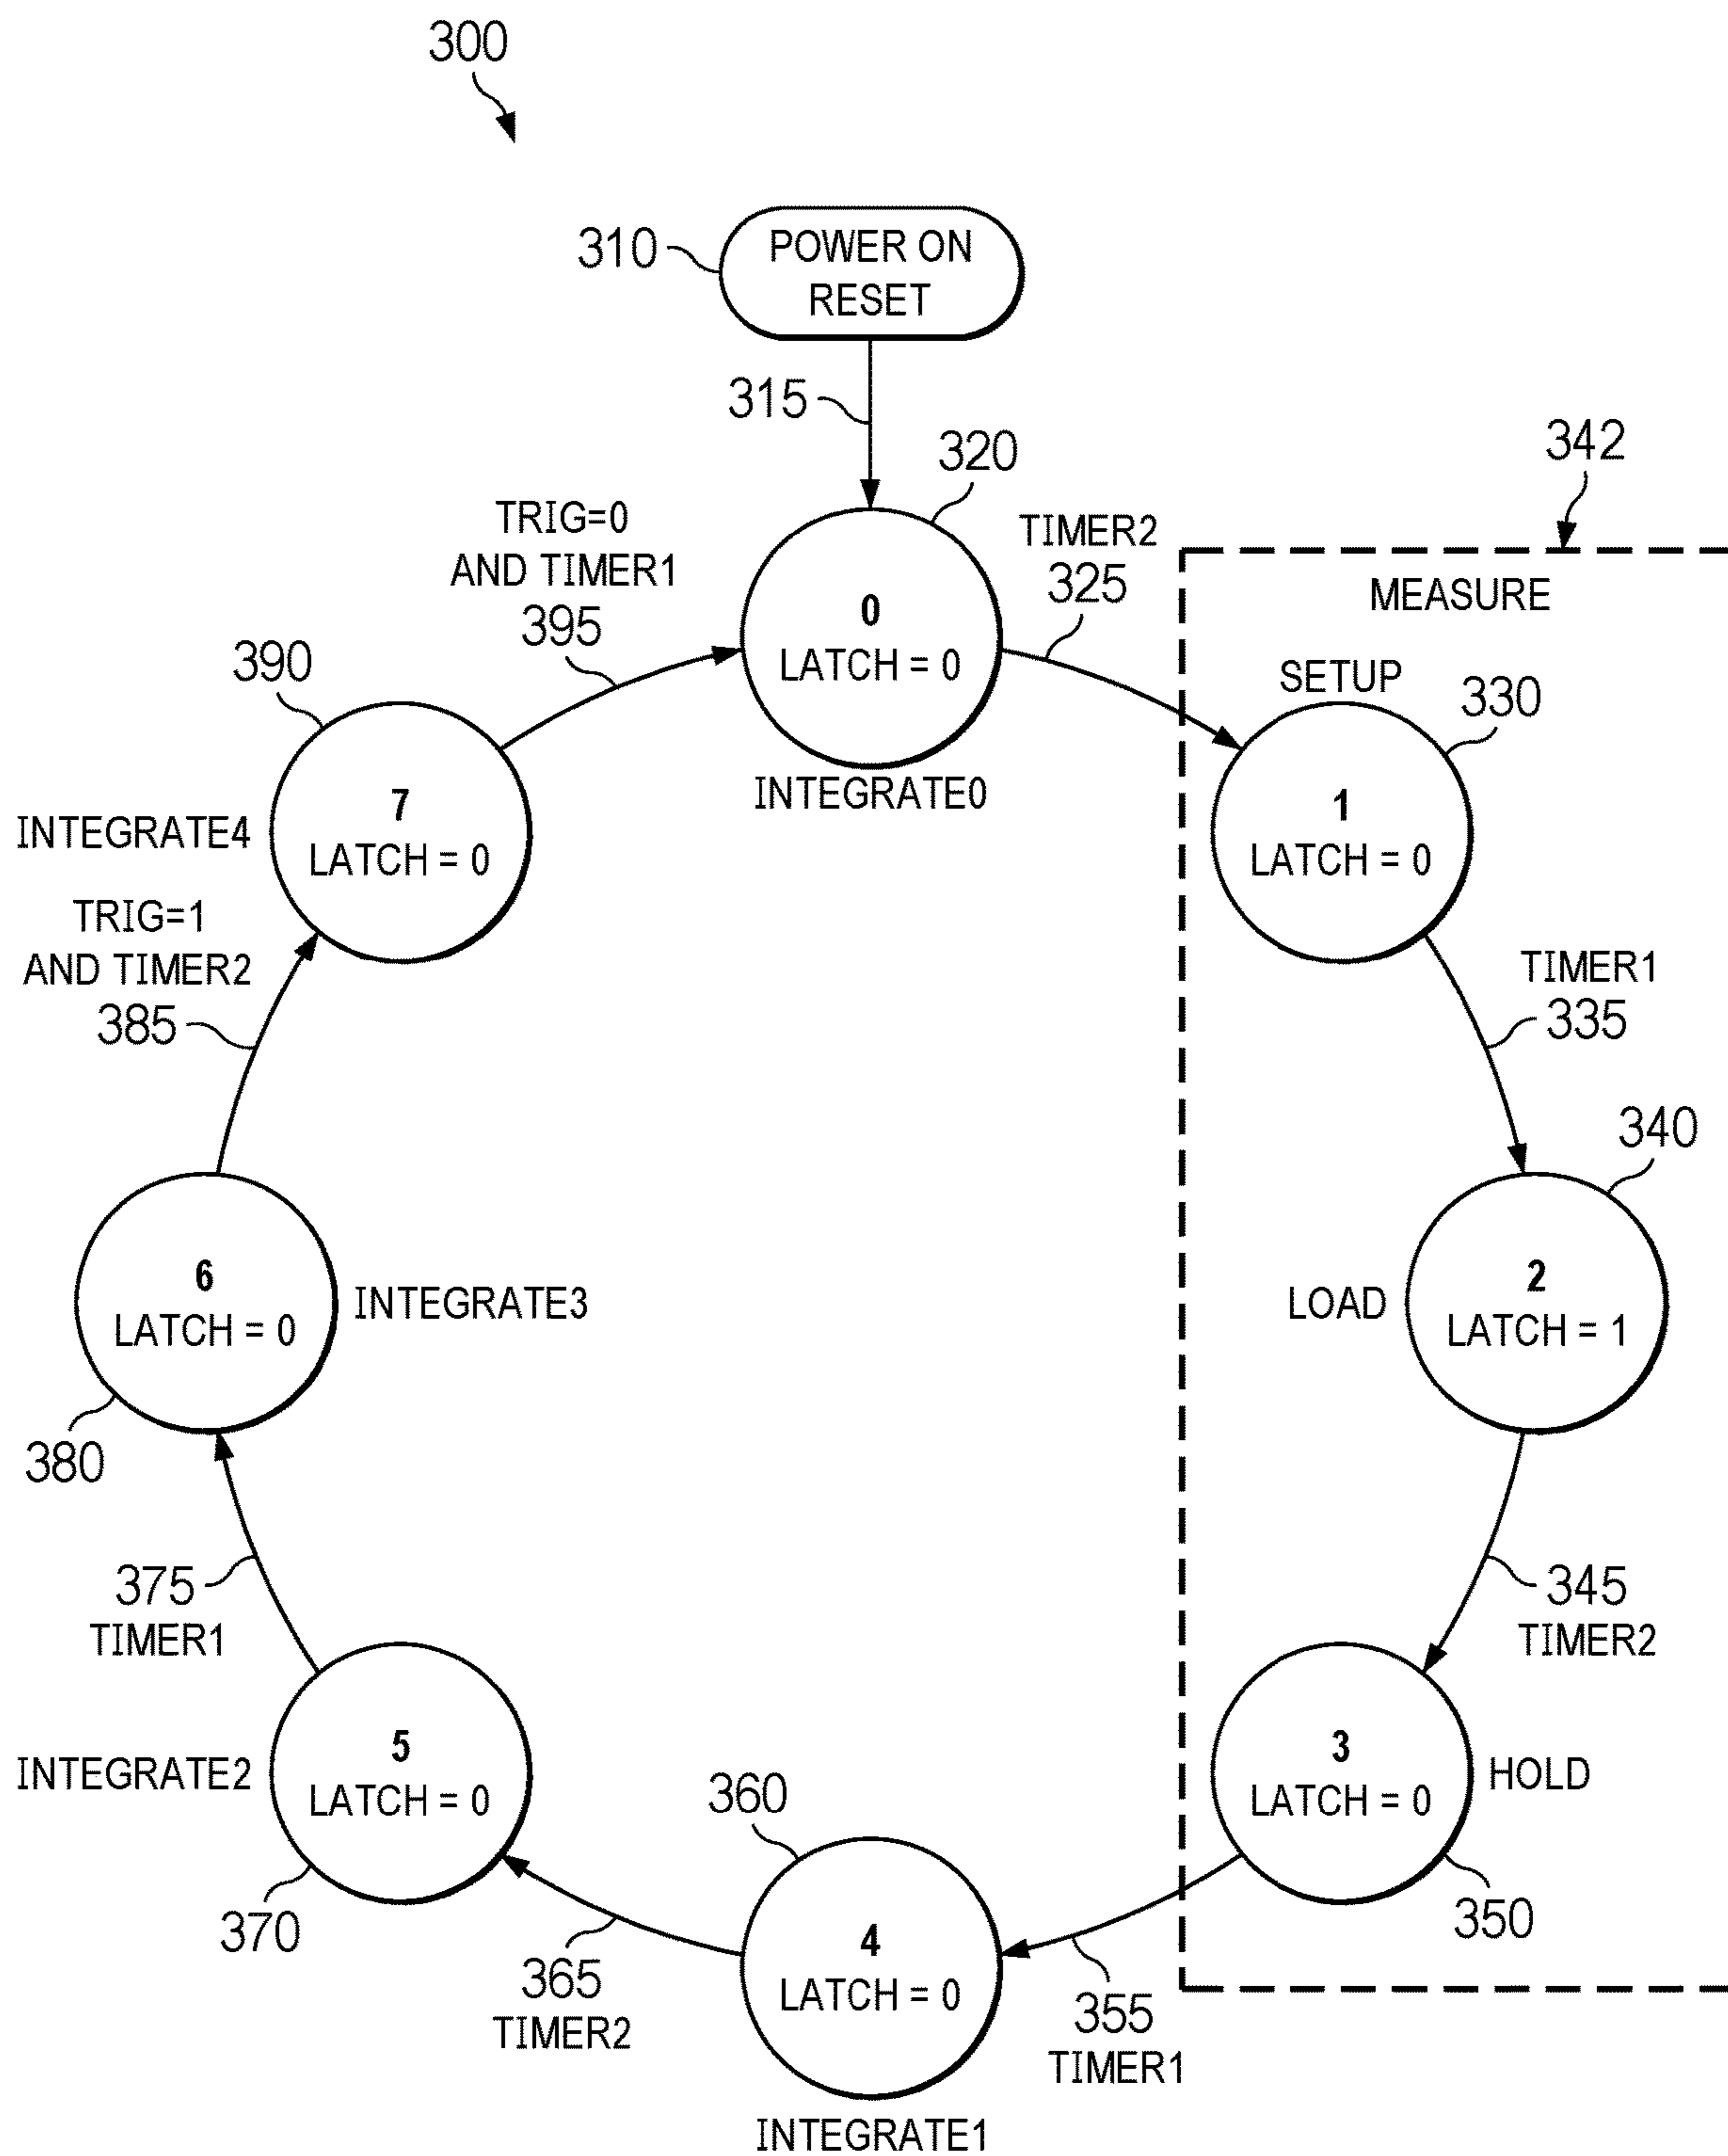 300
310
POWER ON
RESET
315
320
342
TRIG=0
AND TIMER1
395
TIMER2
325
MEASURE
0
LATCH = 0
INTEGRATE0
SETUP
330
1
LATCH = 0
390
INTEGRATE4
7
LATCH = 0
TRIG=1
AND TIMER2
385
TIMER1
335
340
6
LATCH = 0
INTEGRATE3
380
LOAD
2
LATCH = 1
375
TIMER1
345
TIMER2
INTEGRATE2
5
LATCH = 0
370
3
LATCH = 0
HOLD
350
360
4
LATCH = 0
INTEGRATE1
365
TIMER2
355
TIMER1